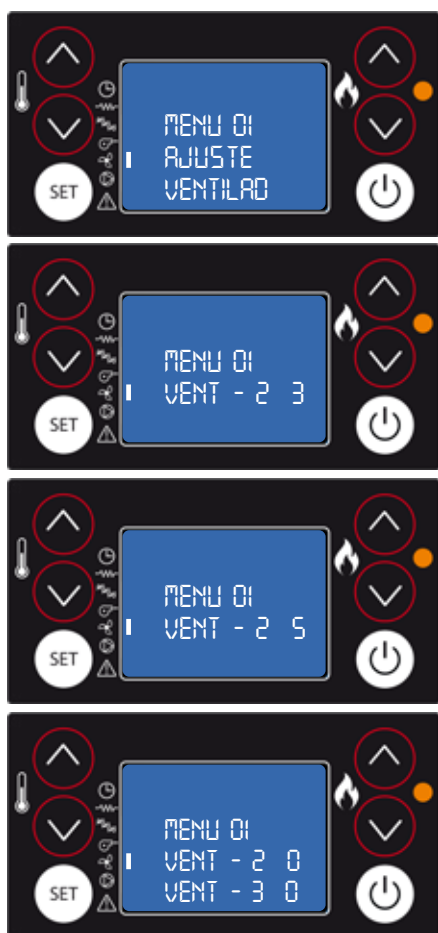 MENU 01
AJUSTE
VENTILAD
SET
MENU 01
VENT - 2 3
SET
MENU 01
VENT - 2 5
SET
MENU 01
VENT - 2 0
VENT - 3 0
SET